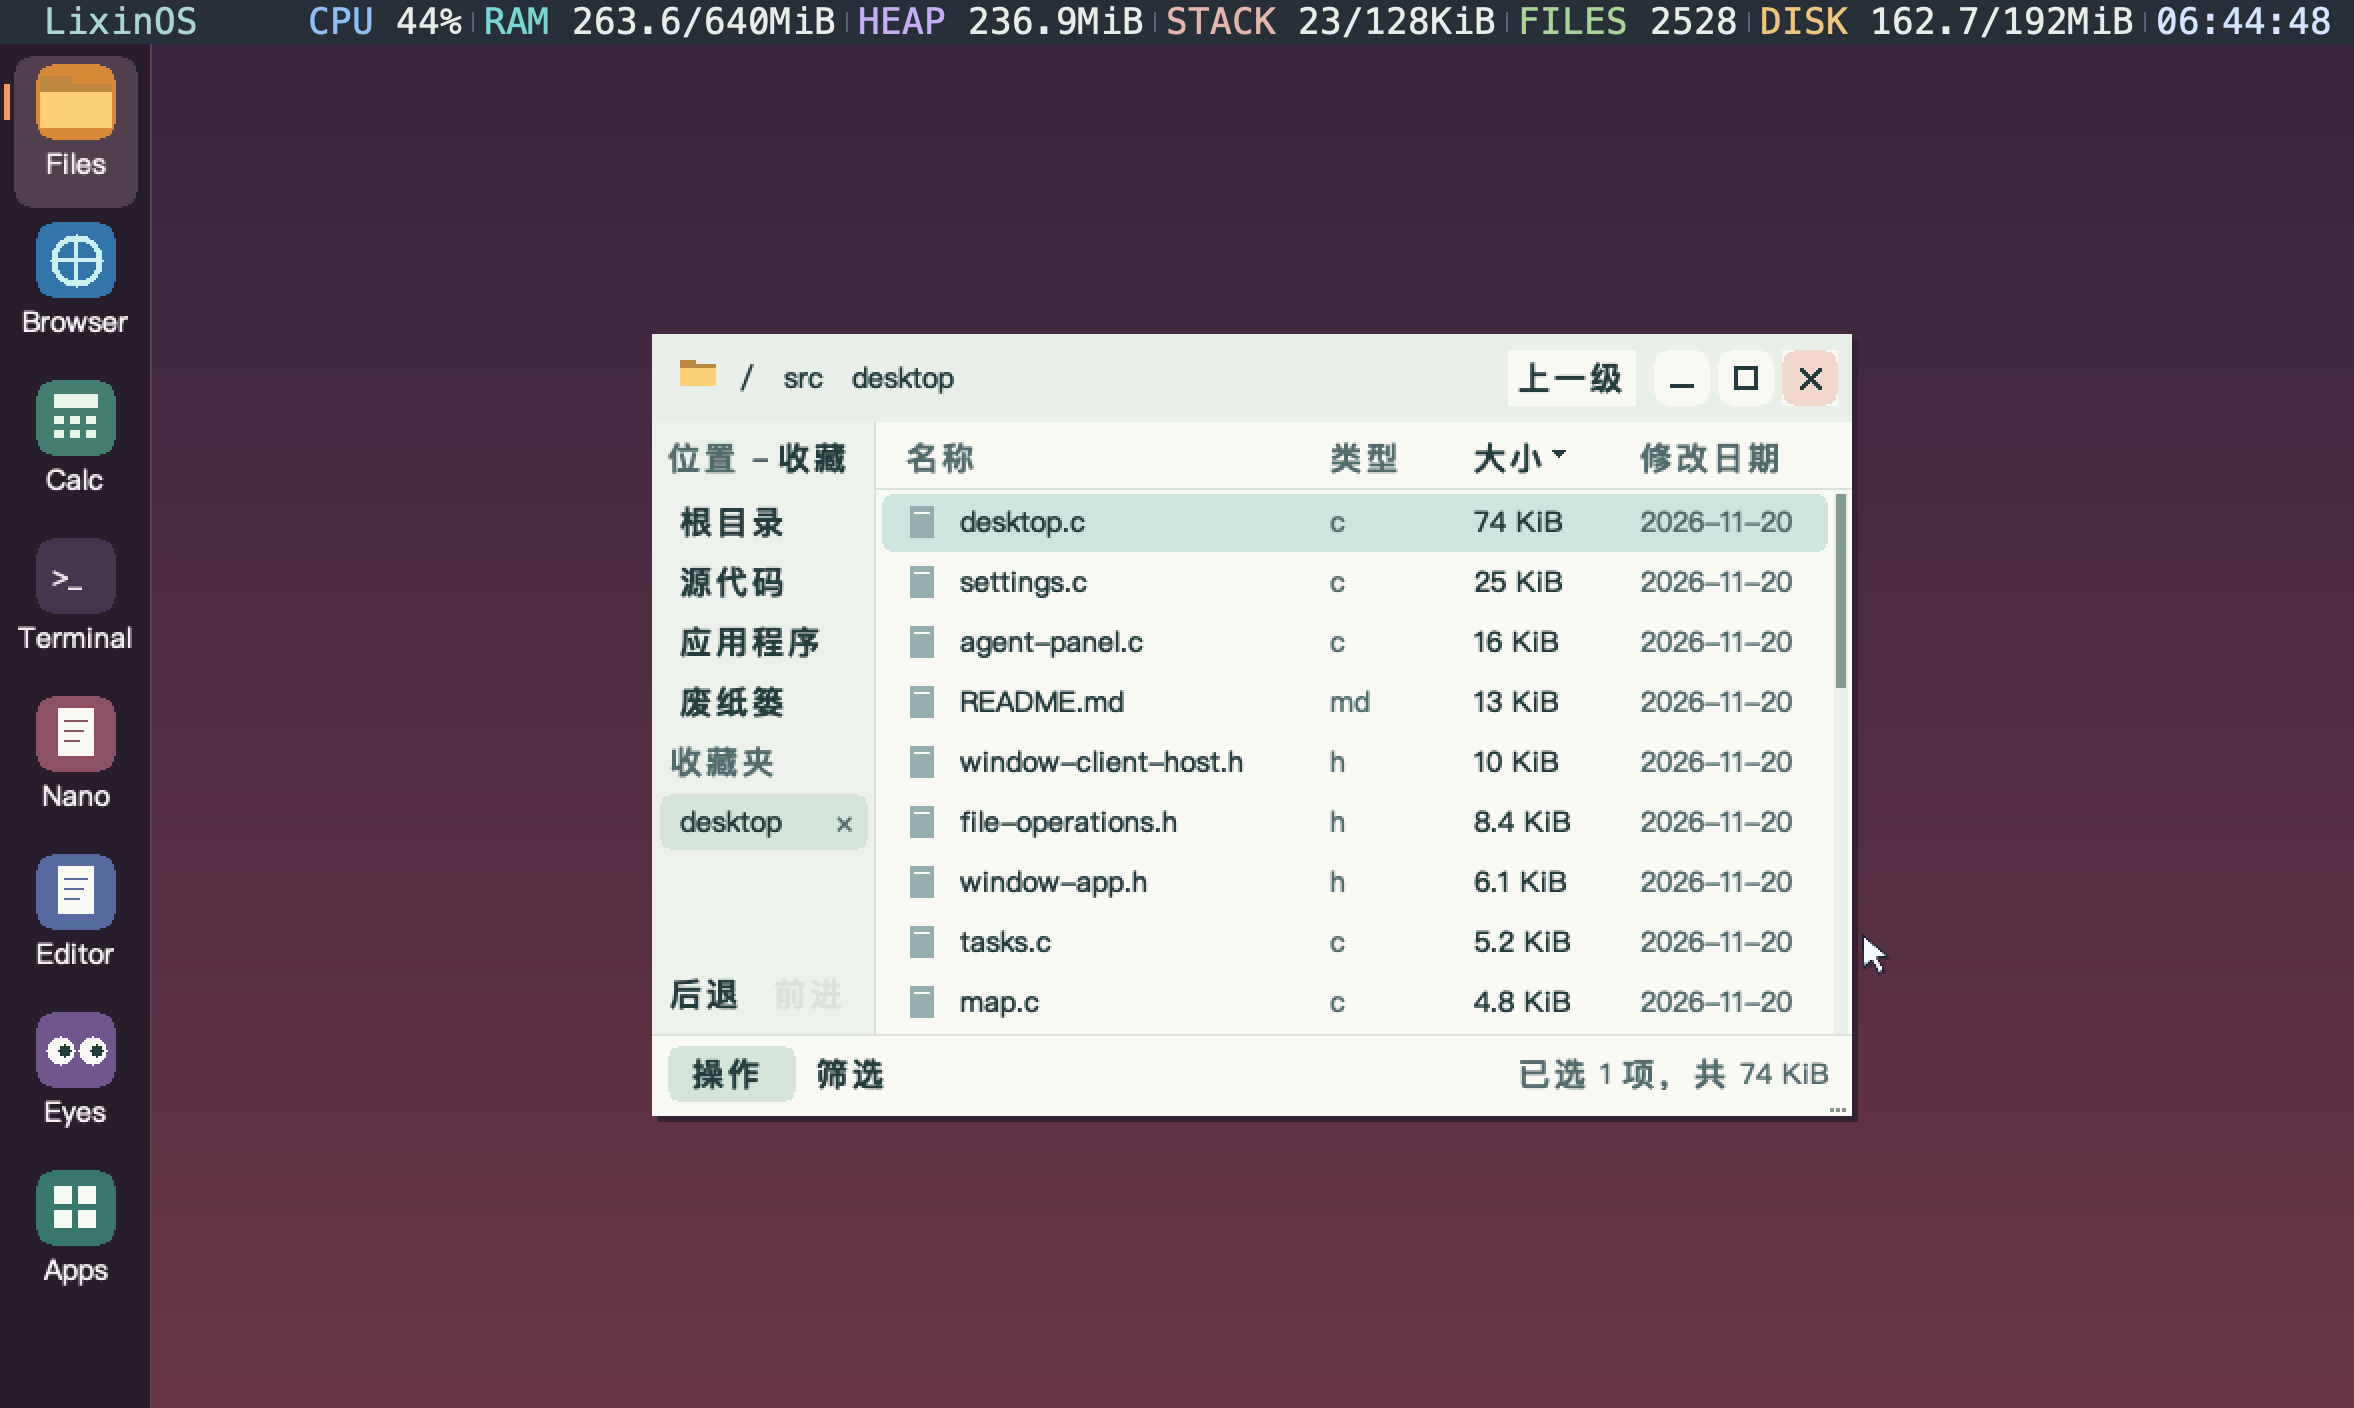 LixinOS CPU 44% RAM 263.6/640MiB HEAP 236.9MiB STACK 23/128KiB FILES 2528 DISK 162.7/192MiB 06:44:48
Files
Browser
Calc
>_
Terminal
Nano
Editor
Eyes
Apps
/ src desktop 上一级
位置 -收藏
根目录
源代码
应用程序
废纸篓
收藏夹
desktop ×
后退 前进
名称 类型 大小 修改日期
desktop.c c 74 KiB 2026-11-20
settings.c c 25 KiB 2026-11-20
agent-panel.c c 16 KiB 2026-11-20
README.md md 13 KiB 2026-11-20
window-client-host.h h 10 KiB 2026-11-20
file-operations.h h 8.4 KiB 2026-11-20
window-app.h h 6.1 KiB 2026-11-20
tasks.c c 5.2 KiB 2026-11-20
map.c c 4.8 KiB 2026-11-20
操作 筛选 已选 1 项，共 74 KiB